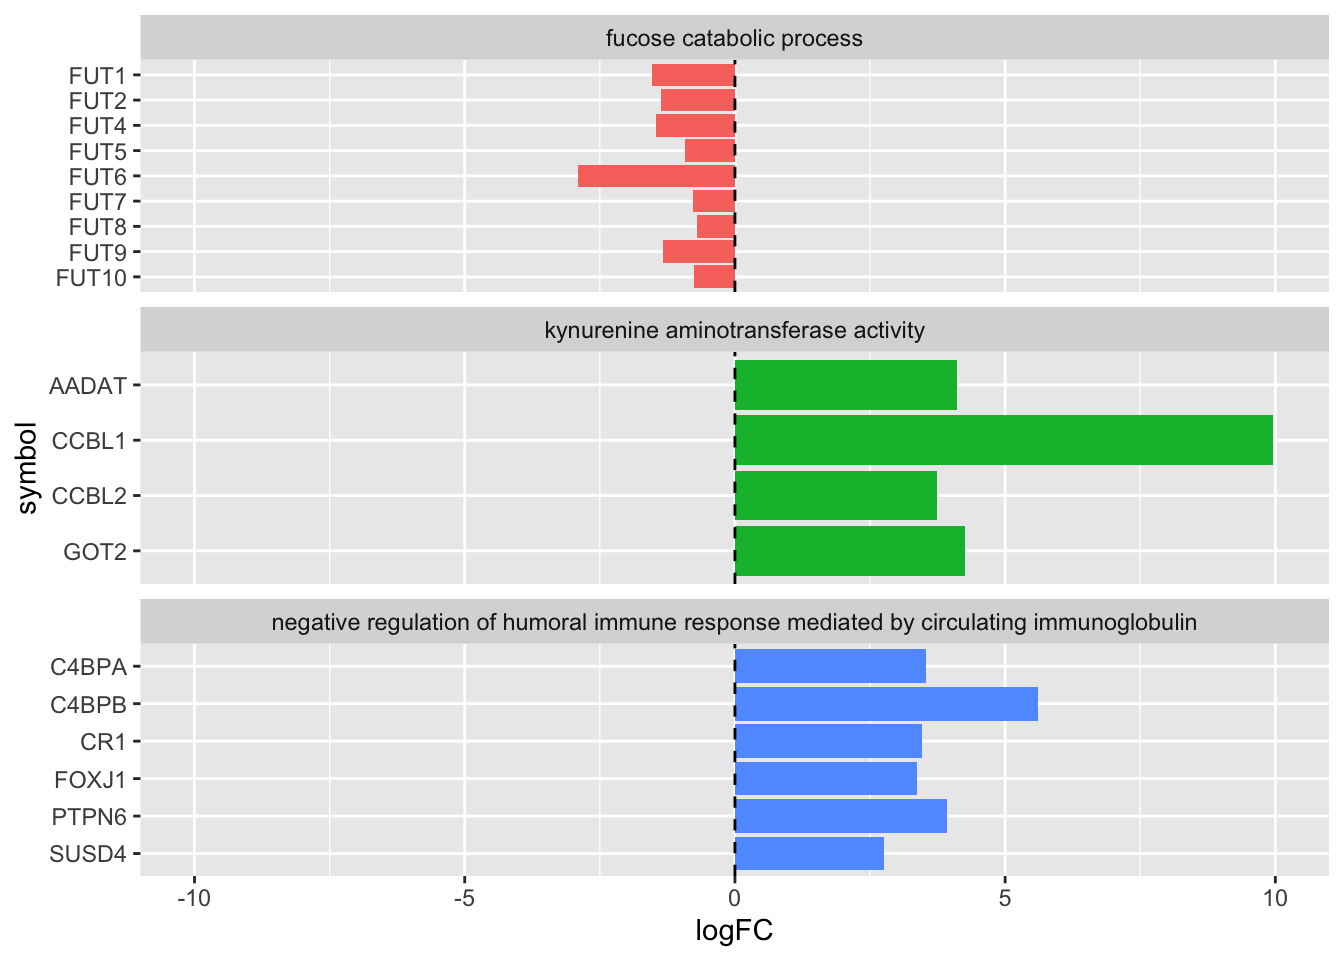 fucose catabolic process
FUT1
FUT2
FUT4
FUT5
FUT6
FUT7
FUT8
FUT9
FUT10
kynurenine aminotransferase activity
AADAT
CCBL1
CCBL2
GOT2
symbol
negative regulation of humoral immune response mediated by circulating immunoglobulin
C4BPA
C4BPB
CR1
FOXJ1
PTPN6
SUSD4
-10 -5 0 5 10
logFC